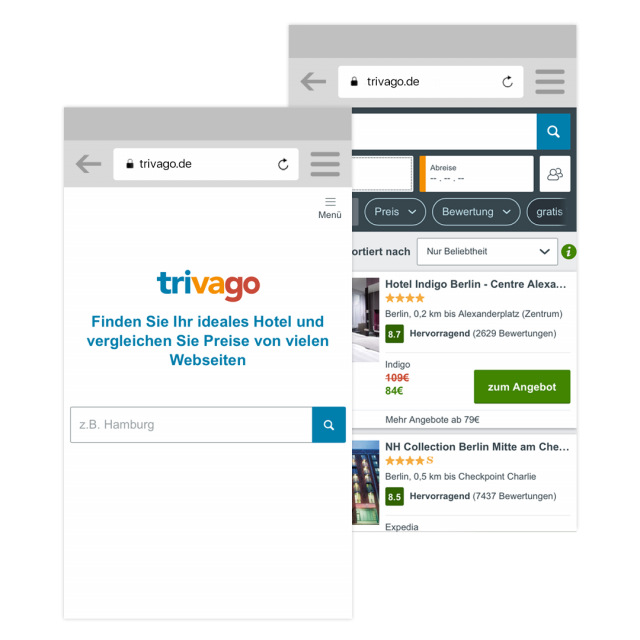 trivago.de
Menü
trivago
Finden Sie Ihr ideales Hotel und
vergleichen Sie Preise von vielen
Webseiten
z.B. Hamburg
trivago.de
Abreise
-- . -- . --
Preis
Bewertung
gratis
ortiert nach
Nur Beliebtheit
i
Hotel Indigo Berlin - Centre Alexa...
Berlin, 0,2 km bis Alexanderplatz (Zentrum)
8.7 Hervorragend (2629 Bewertungen)
Indigo
109€
84€
zum Angebot
Mehr Angebote ab 79€
NH Collection Berlin Mitte am Che...
S
Berlin, 0,5 km bis Checkpoint Charlie
8.5 Hervorragend (7437 Bewertungen)
Expedia